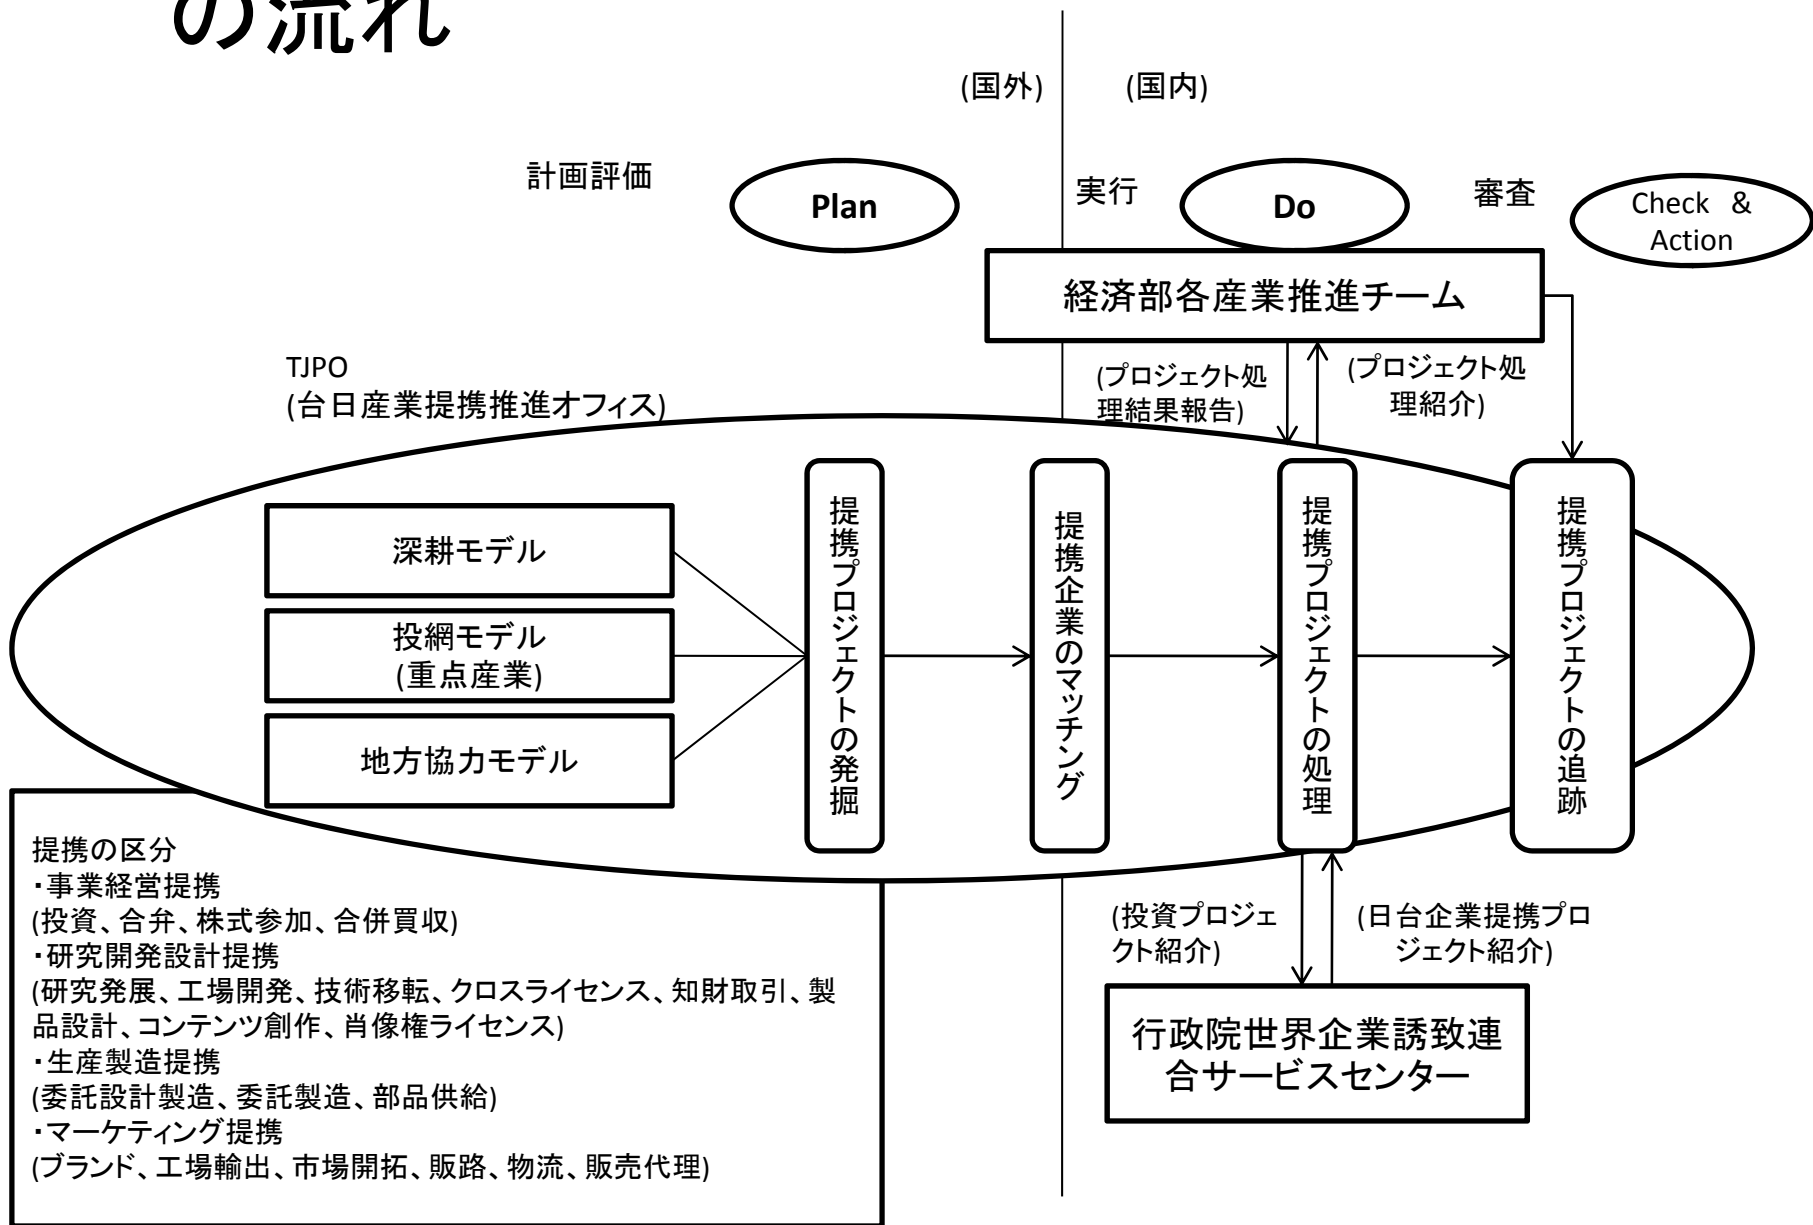 の流れ
(国外)
(国内)
計画評価
Plan
実行
Do
審査
Check &
Action
経済部各産業推進チーム
TJPO
(台日産業提携推進オフィス)
(プロジェクト処
理結果報告)
(プロジェクト処
理紹介)
深耕モデル
投網モデル
(重点産業)
地方協力モデル
提携プロジェクトの発掘
提携企業のマッチング
提携プロジェクトの処理
提携プロジェクトの追跡
提携の区分
・事業経営提携
(投資、合弁、株式参加、合併買収)
・研究開発設計提携
(研究発展、工場開発、技術移転、クロスライセンス、知財取引、製
品設計、コンテンツ創作、肖像権ライセンス)
・生産製造提携
(委託設計製造、委託製造、部品供給)
・マーケティング提携
(ブランド、工場輸出、市場開拓、販路、物流、販売代理)
(投資プロジェ
クト紹介)
(日台企業提携プロ
ジェクト紹介)
行政院世界企業誘致連
合サービスセンター